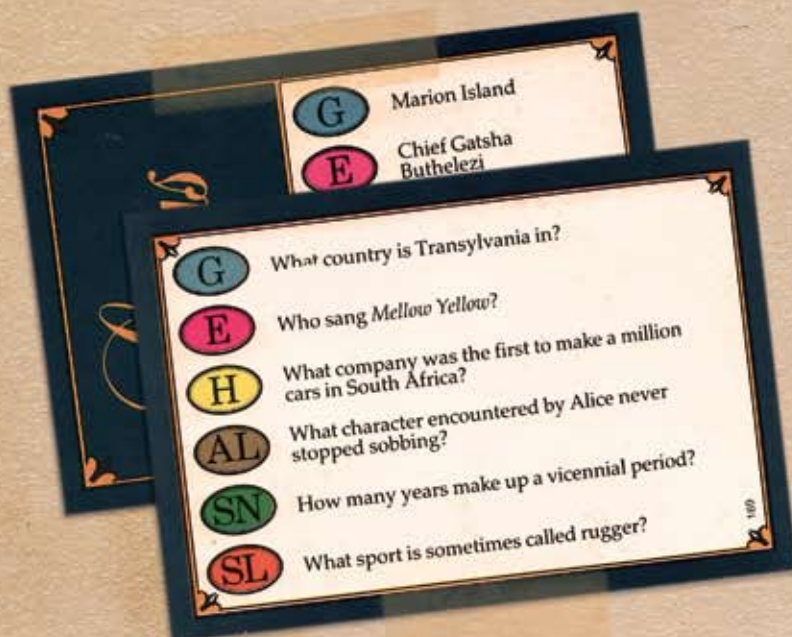 G Marion Island
E Chief Gatsha
Buthelezi
G What country is Transylvania in?
E Who sang Mellow Yellow?
H What company was the first to make a million
cars in South Africa?
AL What character encountered by Alice never
stopped sobbing?
SN How many years make up a vicennial period?
SL What sport is sometimes called rugger?
169